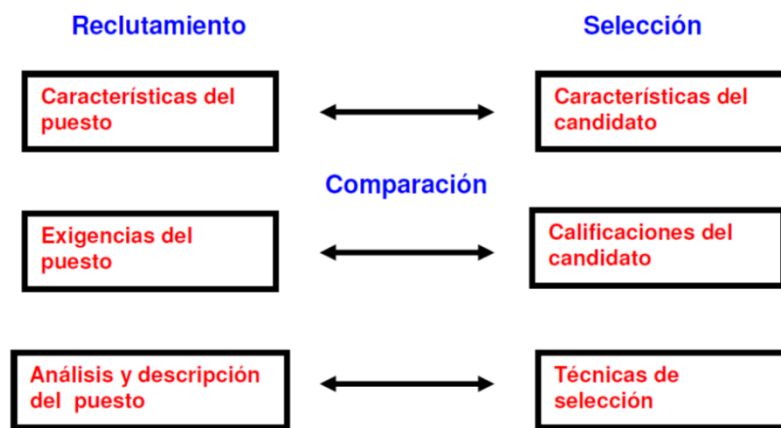 Reclutamiento
Selección
Características del
puesto
Características del
candidato
Comparación
Exigencias del
puesto
Calificaciones del
candidato
Análisis y descripción
del puesto
Técnicas de
selección